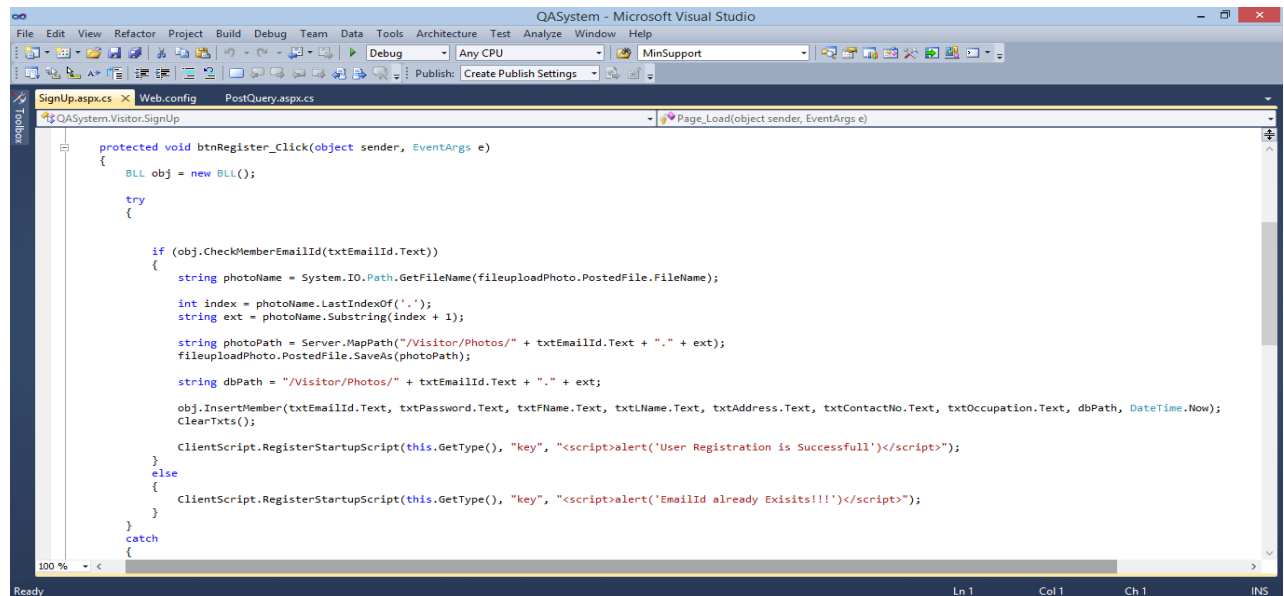 QASystem - Microsoft Visual Studio
File Edit View Refactor Project Build Debug Team Data Tools Architecture Test Analyze Window Help
Debug Any CPU MinSupport
Publish: Create Publish Settings
Toolbox
SignUp.aspx.cs Web.config PostQuery.aspx.cs
QASystem.Visitor.SignUp Page_Load(object sender, EventArgs e)
protected void btnRegister_Click(object sender, EventArgs e)
{
BLL obj = new BLL();
try
{
if (obj.CheckMemberEmailId(txtEmailId.Text))
{
string photoName = System.IO.Path.GetFileName(fileuploadPhoto.PostedFile.FileName);
int index = photoName.LastIndexOf('.');
string ext = photoName.Substring(index + 1);
string photoPath = Server.MapPath("/Visitor/Photos/" + txtEmailId.Text + "." + ext);
fileuploadPhoto.PostedFile.SaveAs(photoPath);
string dbPath = "/Visitor/Photos/" + txtEmailId.Text + "." + ext;
obj.InsertMember(txtEmailId.Text, txtPassword.Text, txtFName.Text, txtLName.Text, txtAddress.Text, txtContactNo.Text, txtOccupation.Text, dbPath, DateTime.Now);
ClearTxts();
ClientScript.RegisterStartupScript(this.GetType(), "key", "<script>alert('User Registration is Successfull')</script>");
}
else
{
ClientScript.RegisterStartupScript(this.GetType(), "key", "<script>alert('EmailId already Exisits!!!')</script>");
}
}
catch
{
100 %
Ready Ln 1 Col 1 Ch 1 INS